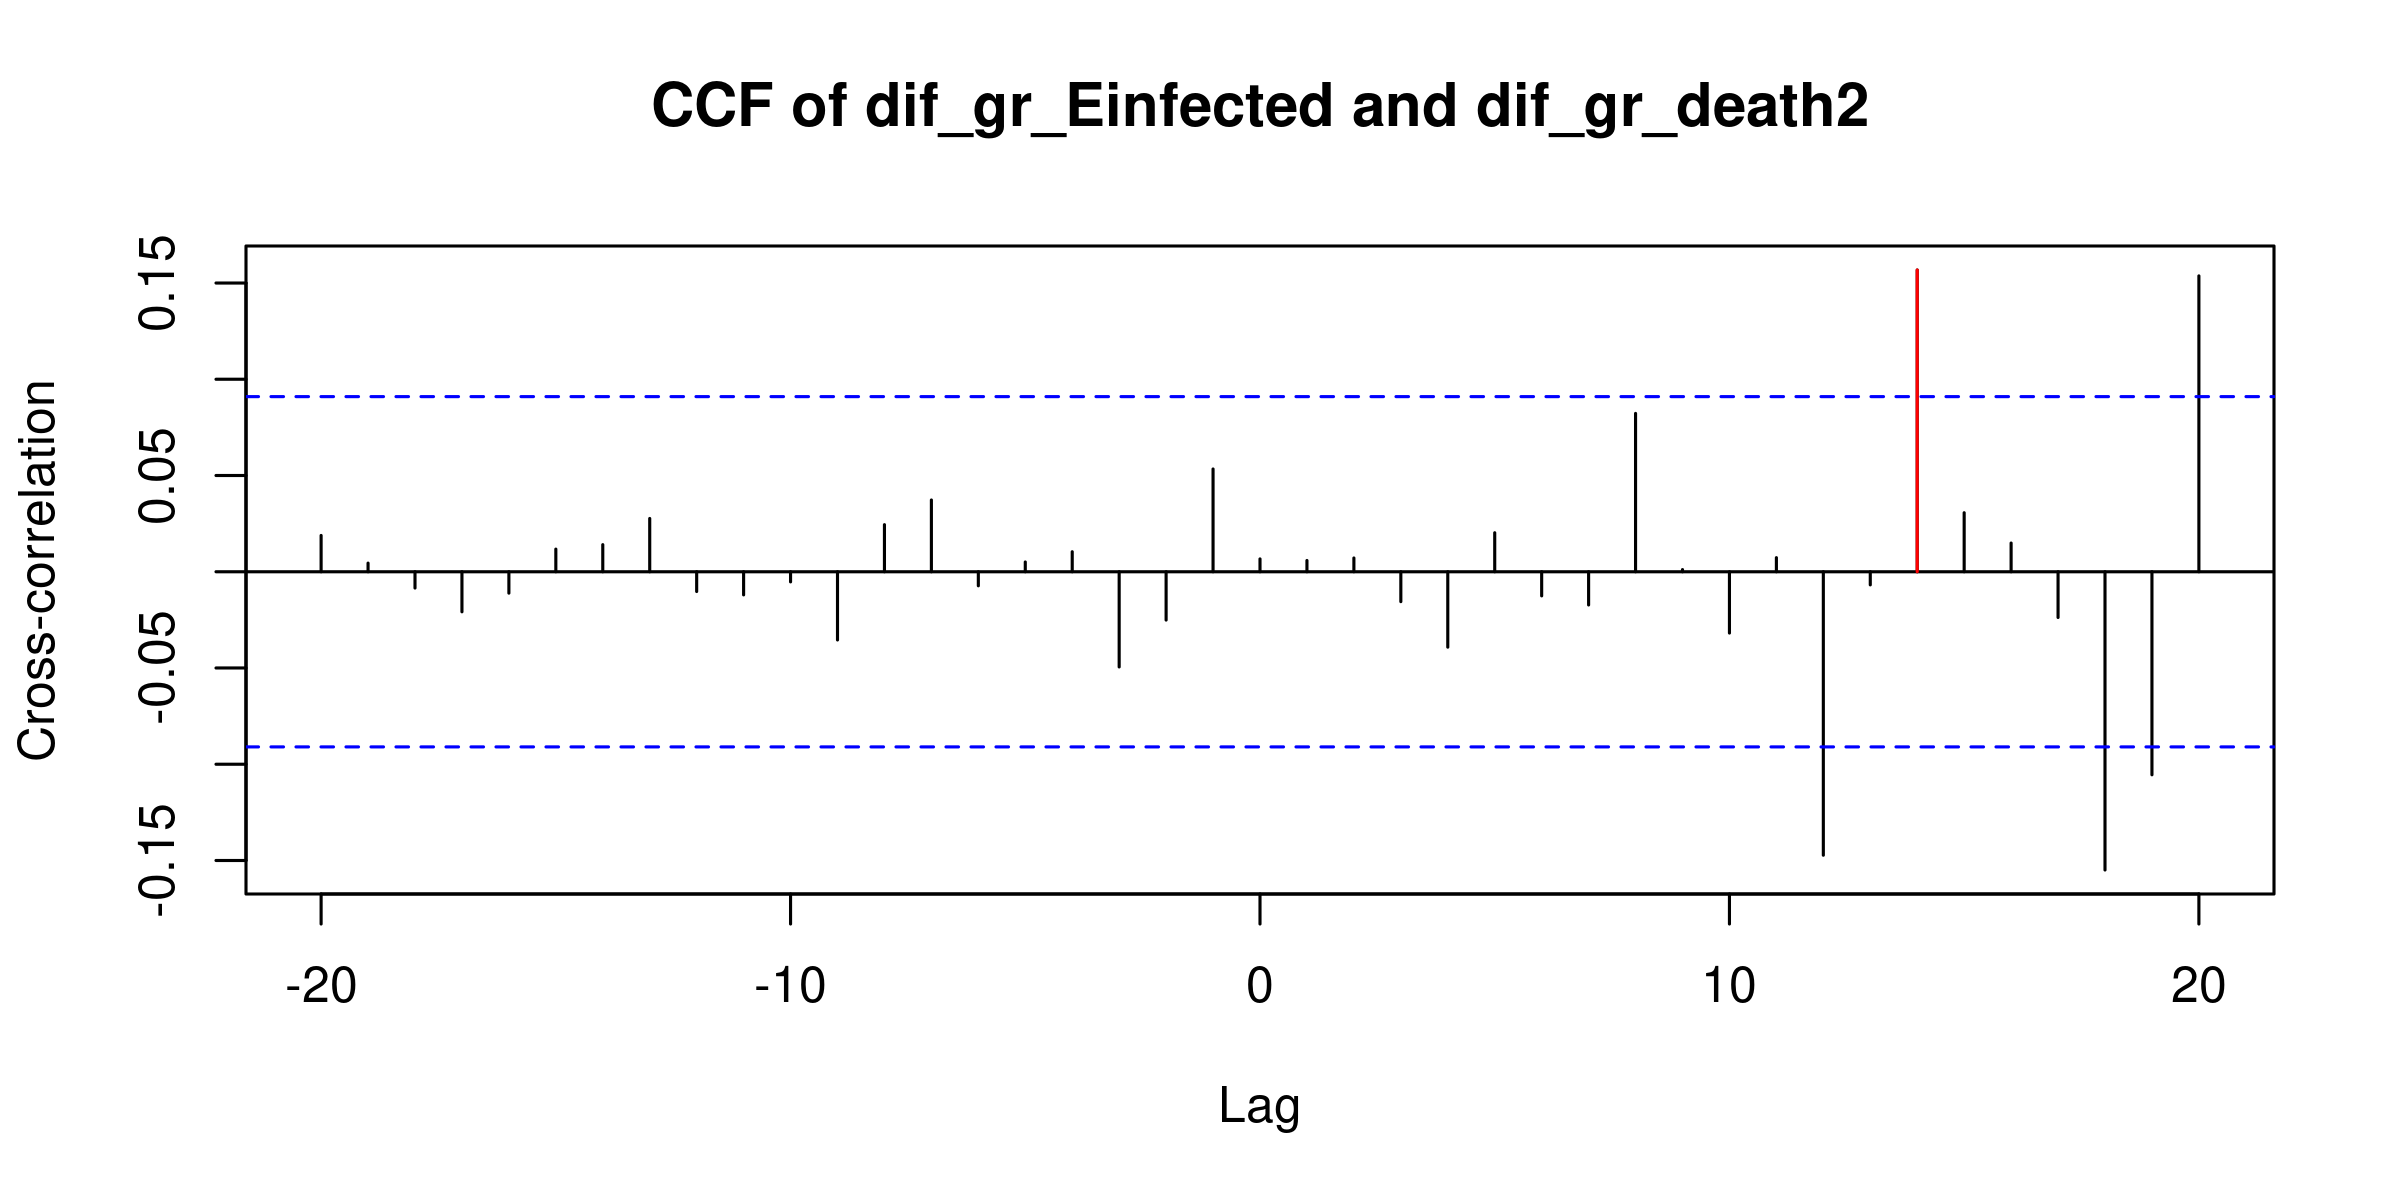 CCF of dif_gr_Einfected and dif_gr_death2
Cross-correlation
0.15
0.05
-0.05
-0.15
-20 -10 0 10 20
Lag